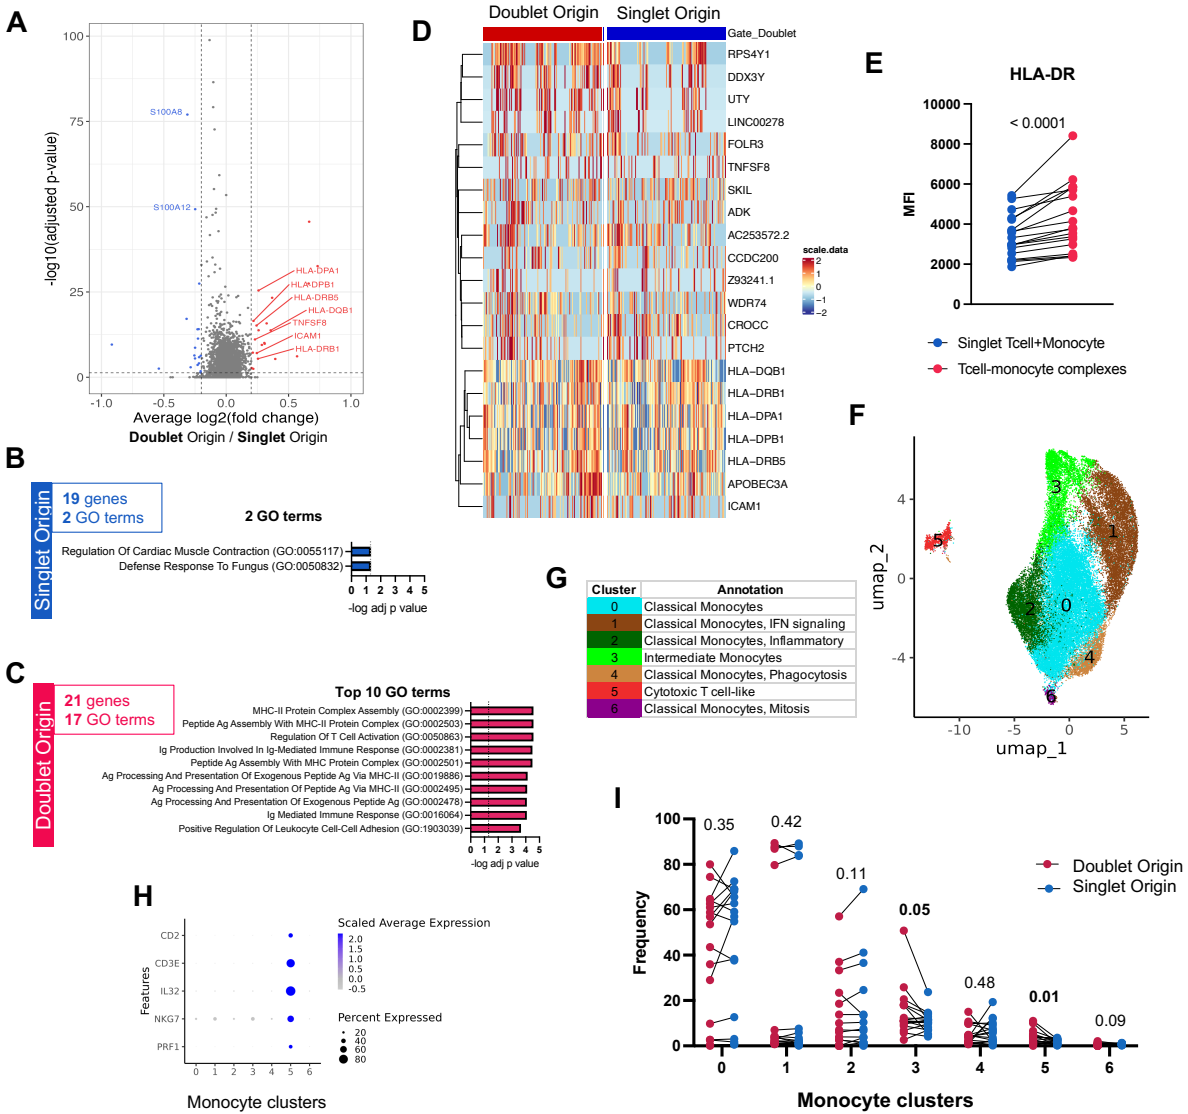 A
100
75
50
25
0
-log10(adjusted p-value)
S100A8
S100A12
HLA-DPA1
HLA-DPB1
HLA-DRB5
HLA-DQB1
TNFSF8
ICAM1
HLA-DRB1
-1.0 -0.5 0.0 0.5 1.0
Average log2(fold change)
Doublet Origin / Singlet Origin
B
Singlet Origin
19 genes
2 GO terms
2 GO terms
Regulation Of Cardiac Muscle Contraction (GO:0055117)
Defense Response To Fungus (GO:0050832)
0 1 2 3 4 5
-log adj p value
C
Doublet Origin
21 genes
17 GO terms
Top 10 GO terms
MHC-II Protein Complex Assembly (GO:0002399)
Peptide Ag Assembly With MHC-II Protein Complex (GO:0002503)
Regulation Of T Cell Activation (GO:0050863)
Ig Production Involved In Ig-Mediated Immune Response (GO:0002381)
Peptide Ag Assembly With MHC Protein Complex (GO:0002501)
Ag Processing And Presentation Of Exogenous Peptide Ag Via MHC-II (GO:0019886)
Ag Processing And Presentation Of Peptide Ag Via MHC-II (GO:0002495)
Ag Processing And Presentation Of Exogenous Peptide Ag (GO:0002478)
Ig Mediated Immune Response (GO:0016064)
Positive Regulation Of Leukocyte Cell-Cell Adhesion (GO:1903039)
0 1 2 3 4 5
-log adj p value
D
Doublet Origin Singlet Origin
Gate_Doublet
RPS4Y1
DDX3Y
UTY
LINC00278
FOLR3
TNFSF8
SKIL
ADK
AC253572.2
CCDC200
Z93241.1
WDR74
CROCC
PTCH2
HLA-DQB1
HLA-DRB1
HLA-DPA1
HLA-DPB1
HLA-DRB5
APOBEC3A
ICAM1
scale.data
2
1
0
-1
-2
E
HLA-DR
10000
8000
6000
4000
2000
0
MFI
< 0.0001
Singlet Tcell+Monocyte
Tcell-monocyte complexes
F
4
0
-4
umap_2
0
1
2
3
4
5
6
-10 -5 0 5
umap_1
G
Cluster Annotation
0 Classical Monocytes
1 Classical Monocytes, IFN signaling
2 Classical Monocytes, Inflammatory
3 Intermediate Monocytes
4 Classical Monocytes, Phagocytosis
5 Cytotoxic T cell-like
6 Classical Monocytes, Mitosis
H
Features
CD2
CD3E
IL32
NKG7
PRF1
0 1 2 3 4 5 6
Monocyte clusters
Scaled Average Expression
2.0
1.5
1.0
0.5
0.0
-0.5
Percent Expressed
20
40
60
80
I
100
80
60
40
20
0
Frequency
0.35
0.42
0.11
0.05
0.48
0.01
0.09
Doublet Origin
Singlet Origin
0 1 2 3 4 5 6
Monocyte clusters